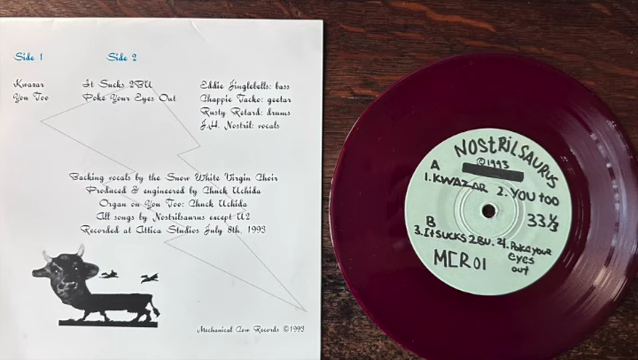 Side 1
Side 2
Kwazar
You Too
It Sucks 2BU
Poke Your Eyes Out
Eddie Jinglebells: bass
Chappie Tacko: geetar
Rusty Retard: drums
J.H. Nostril: vocals
Backing vocals by the Snow White Virgin Choir
Produced & engineered by Chuck Uchida
Organ on You Too: Chuck Uchida
All songs by Nostrilsaurus except U2
Recorded at Attica Studios July 8th, 1993
Mechanical Cow Records ©1993
NOSTRILSAURUS
©1993
A
1. KWAZAR 2. YOU TOO
33 1/3
B
3. It SUCKS 2BU. 4. Poke your
eyes
out
MCR01